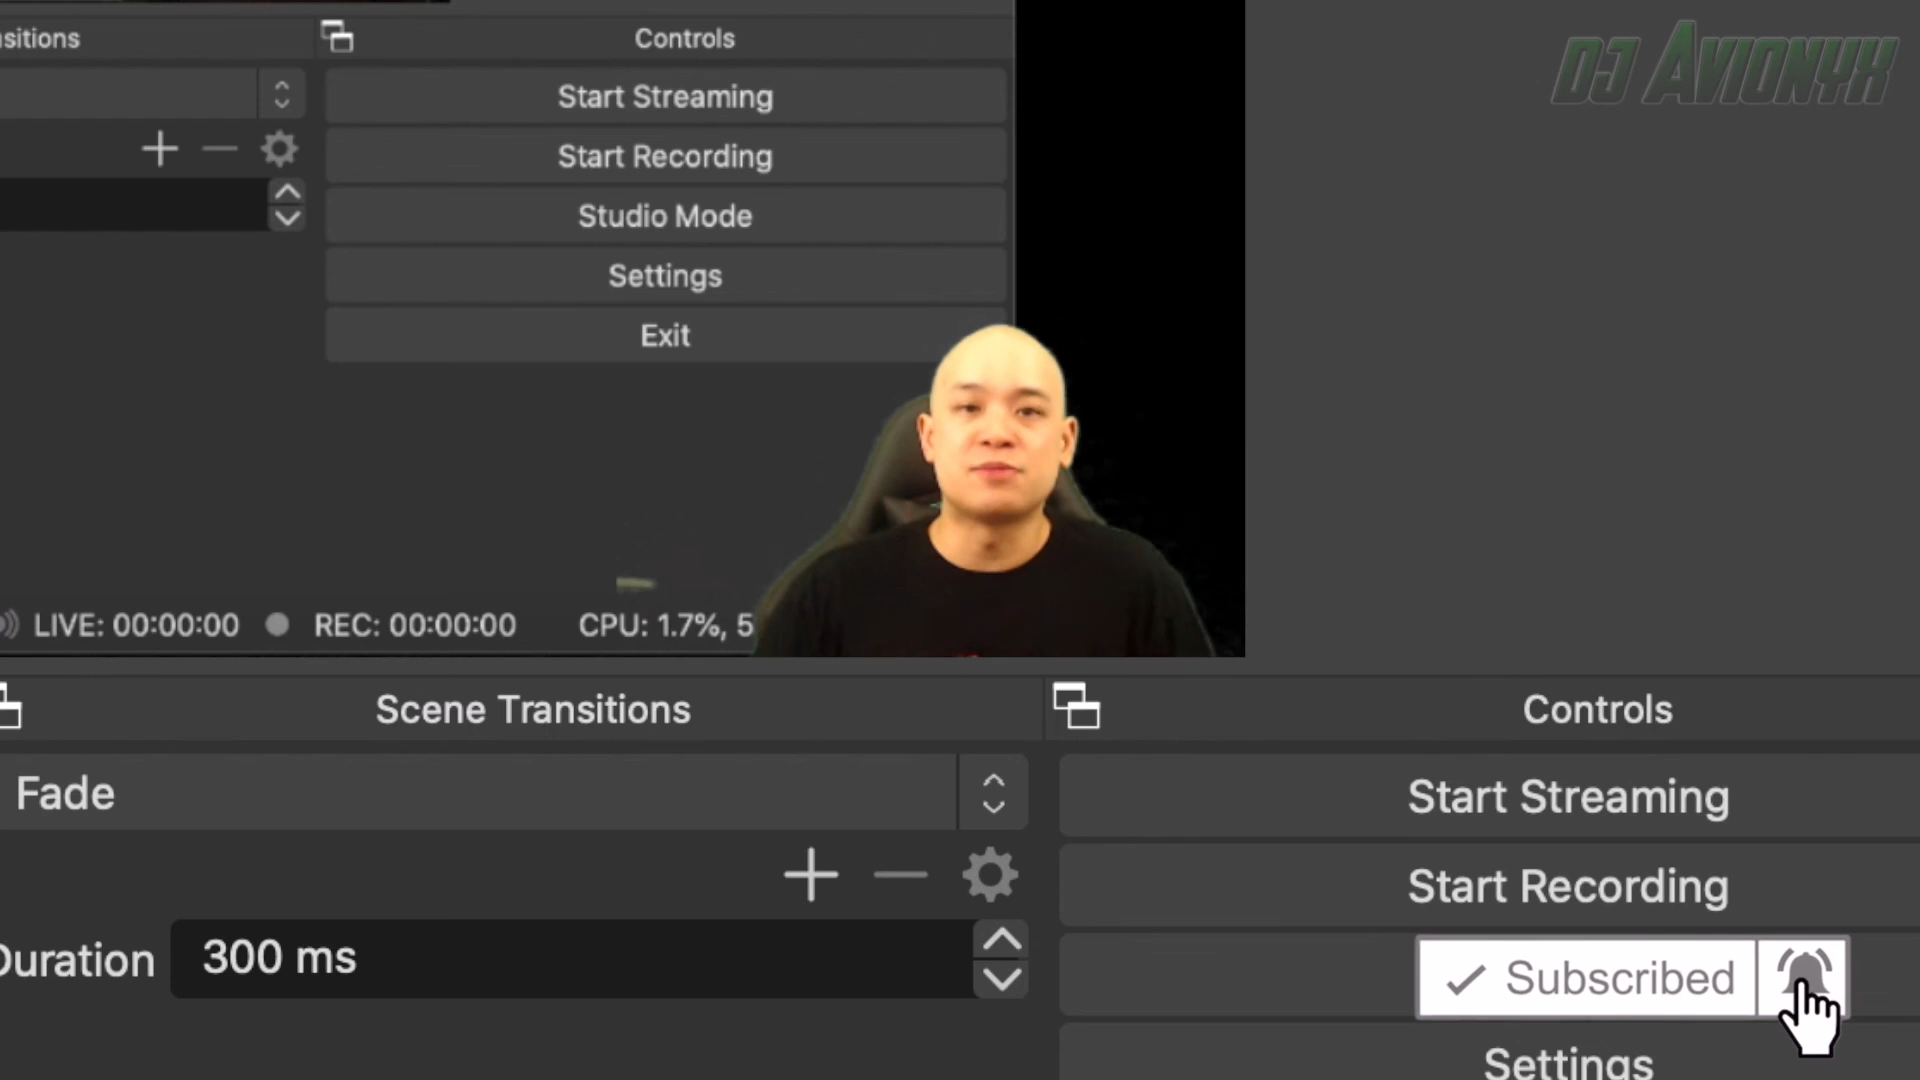 sitions
Controls
DJ Avionyx
Start Streaming
Start Recording
Studio Mode
Settings
Exit
LIVE: 00:00:00
REC: 00:00:00
CPU: 1.7%, 5
Scene Transitions
Controls
Fade
Start Streaming
Start Recording
Duration
300 ms
Subscribed
Settings